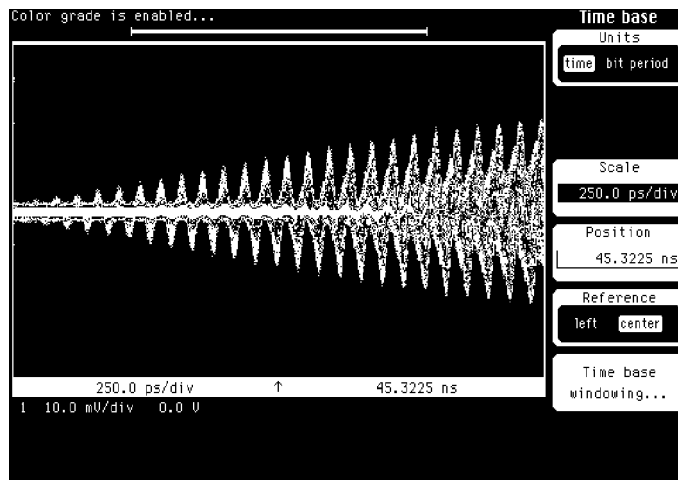 Color grade is enabled...
Time base
Units
time bit period
Scale
250.0 ps/div
Position
45.3225 ns
Reference
left center
Time base
windowing...
250.0 ps/div ↑ 45.3225 ns
1 10.0 mV/div 0.0 V